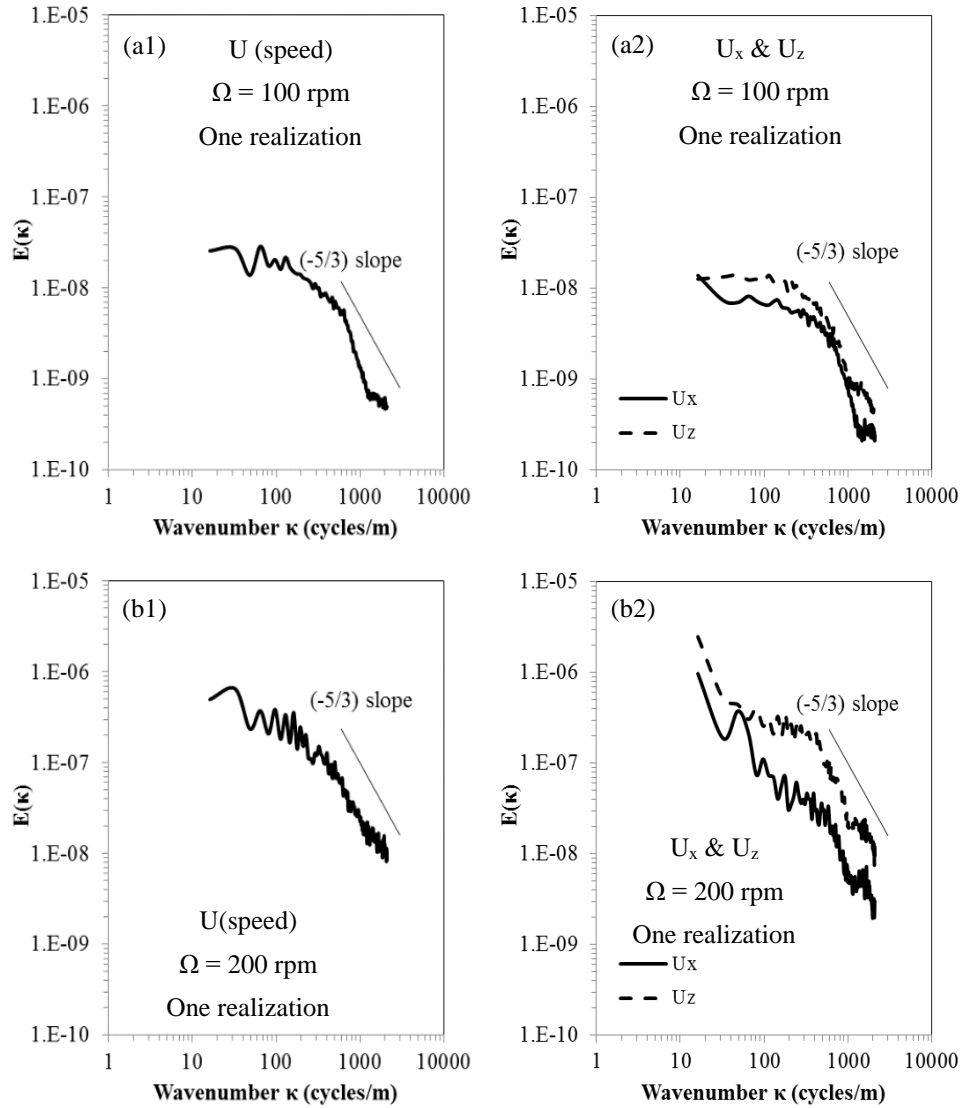 1.E-05
(a1)
U (speed)
Ω = 100 rpm
One realization
1.E-06
1.E-07
(-5/3) slope
E(κ)
1.E-08
1.E-09
1.E-10
1 10 100 1000 10000
Wavenumber κ (cycles/m)
1.E-05
(a2)
Ux & Uz
Ω = 100 rpm
One realization
1.E-06
1.E-07
(-5/3) slope
E(κ)
1.E-08
1.E-09
Ux
Uz
1.E-10
1 10 100 1000 10000
Wavenumber κ (cycles/m)
1.E-05
(b1)
1.E-06
(-5/3) slope
1.E-07
E(κ)
1.E-08
U(speed)
1.E-09
Ω = 200 rpm
One realization
1.E-10
1 10 100 1000 10000
Wavenumber κ (cycles/m)
1.E-05
(b2)
1.E-06
(-5/3) slope
1.E-07
E(κ)
1.E-08
Ux & Uz
Ω = 200 rpm
1.E-09
One realization
Ux
Uz
1.E-10
1 10 100 1000 10000
Wavenumber κ (cycles/m)